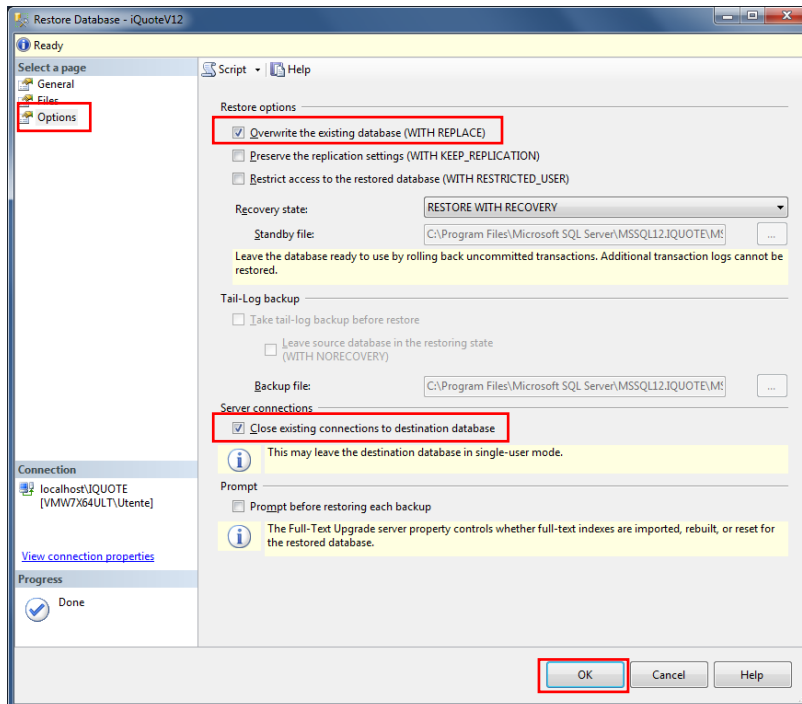 Restore Database - iQuoteV12
Ready
Select a page
General
Files
Options
Script
Help
Restore options
Overwrite the existing database (WITH REPLACE)
Preserve the replication settings (WITH KEEP_REPLICATION)
Restrict access to the restored database (WITH RESTRICTED_USER)
Recovery state:
RESTORE WITH RECOVERY
Standby file:
C:\Program Files\Microsoft SQL Server\MSSQL12.IQUOTE\MS
...
Leave the database ready to use by rolling back uncommitted transactions. Additional transaction logs cannot be
restored.
Tail-Log backup
Take tail-log backup before restore
Leave source database in the restoring state
(WITH NORECOVERY)
Backup file:
C:\Program Files\Microsoft SQL Server\MSSQL12.IQUOTE\MS
...
Server connections
Close existing connections to destination database
This may leave the destination database in single-user mode.
Prompt
Prompt before restoring each backup
The Full-Text Upgrade server property controls whether full-text indexes are imported, rebuilt, or reset for
the restored database.
Connection
localhost\IQUOTE
[VMW7X64ULT\Utente]
View connection properties
Progress
Done
OK
Cancel
Help